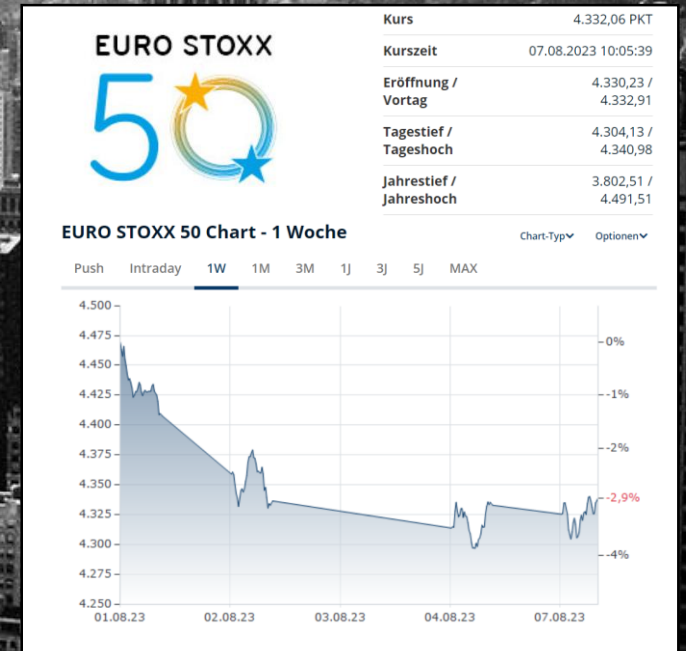 EURO STOXX
50
Kurs 4.332,06 PKT
Kurszeit 07.08.2023 10:05:39
Eröffnung / 4.330,23 /
Vortag 4.332,91
Tagestief / 4.304,13 /
Tageshoch 4.340,98
Jahrestief / 3.802,51 /
Jahreshoch 4.491,51
EURO STOXX 50 Chart - 1 Woche
Chart-Typ Optionen
Push Intraday 1W 1M 3M 1J 3J 5J MAX
4.500
4.475
4.450
4.425
4.400
4.375
4.350
4.325
4.300
4.275
4.250
0%
-1%
-2%
-2,9%
-4%
01.08.23 02.08.23 03.08.23 04.08.23 07.08.23